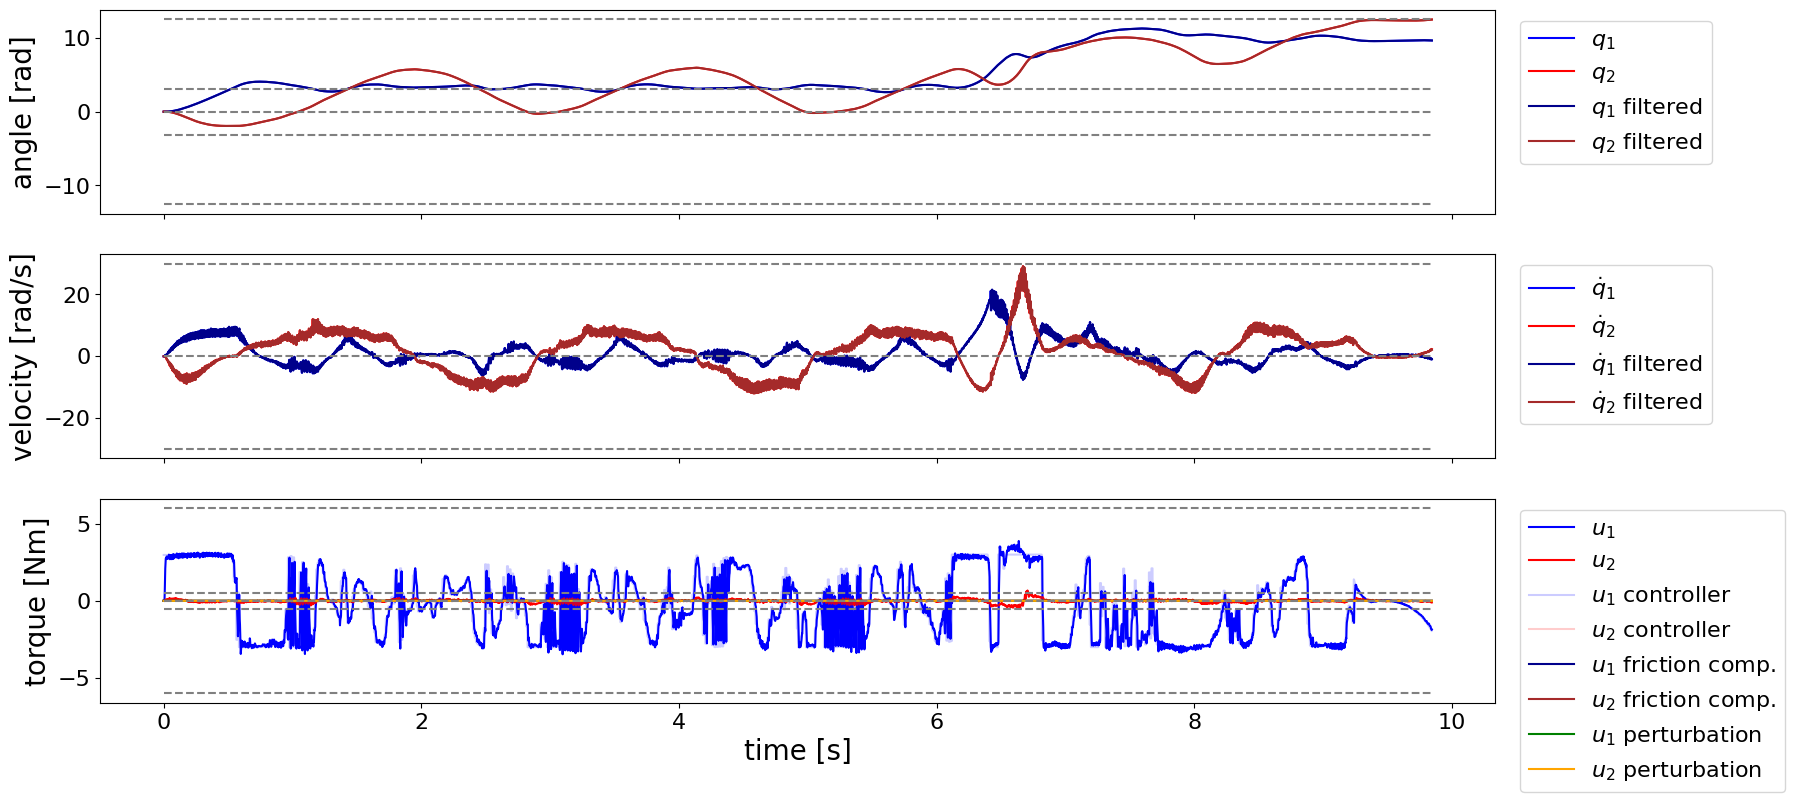 angle [rad]
10
0
−10
q₁
q₂
q₁ filtered
q₂ filtered
velocity [rad/s]
20
0
−20
q̇₁
q̇₂
q̇₁ filtered
q̇₂ filtered
torque [Nm]
5
0
−5
0 2 4 6 8 10
time [s]
u₁
u₂
u₁ controller
u₂ controller
u₁ friction comp.
u₂ friction comp.
u₁ perturbation
u₂ perturbation